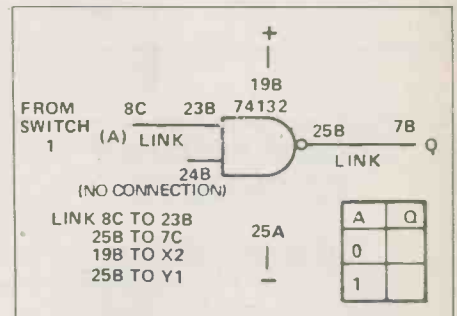 +
19B
FROM SWITCH 1
8C 23B 74132
(A) LINK
25B 7B Q
LINK
24B
(NO CONNECTION)
LINK 8C TO 23B
25B TO 7C
19B TO X2
25B TO Y1
25A
−
A Q
0
1